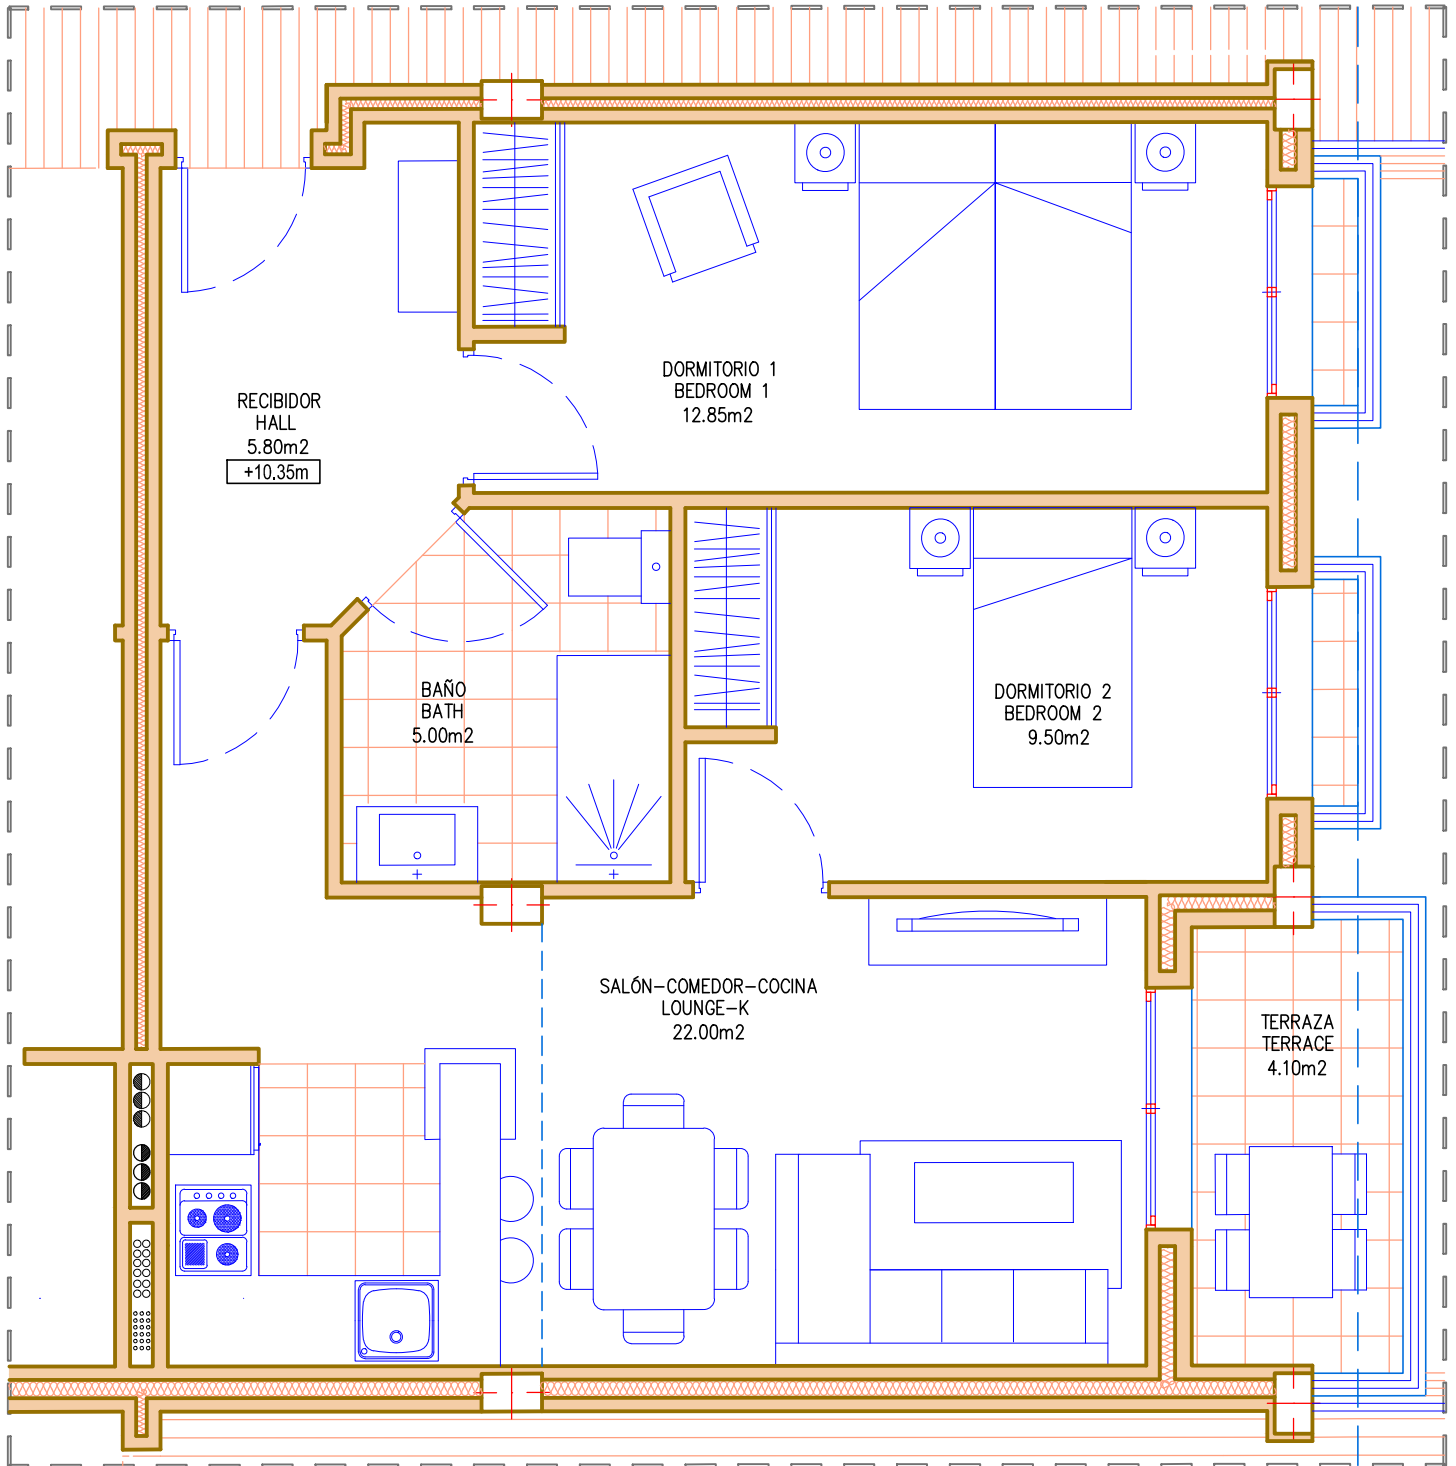 DORMITORIO 1
BEDROOM 1
12.85m2
RECIBIDOR
HALL
5.80m2
+10.35m
BAÑO
BATH
5.00m2
DORMITORIO 2
BEDROOM 2
9.50m2
SALÓN-COMEDOR-COCINA
LOUNGE-K
22.00m2
TERRAZA
TERRACE
4.10m2